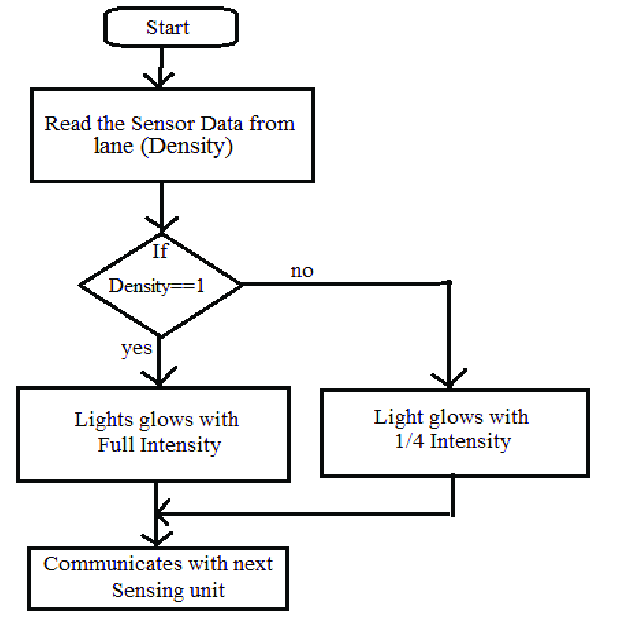 Start
Read the Sensor Data from
lane (Density)
If
Density==1
no
yes
Lights glows with
Full Intensity
Light glows with
1/4 Intensity
Communicates with next
Sensing unit